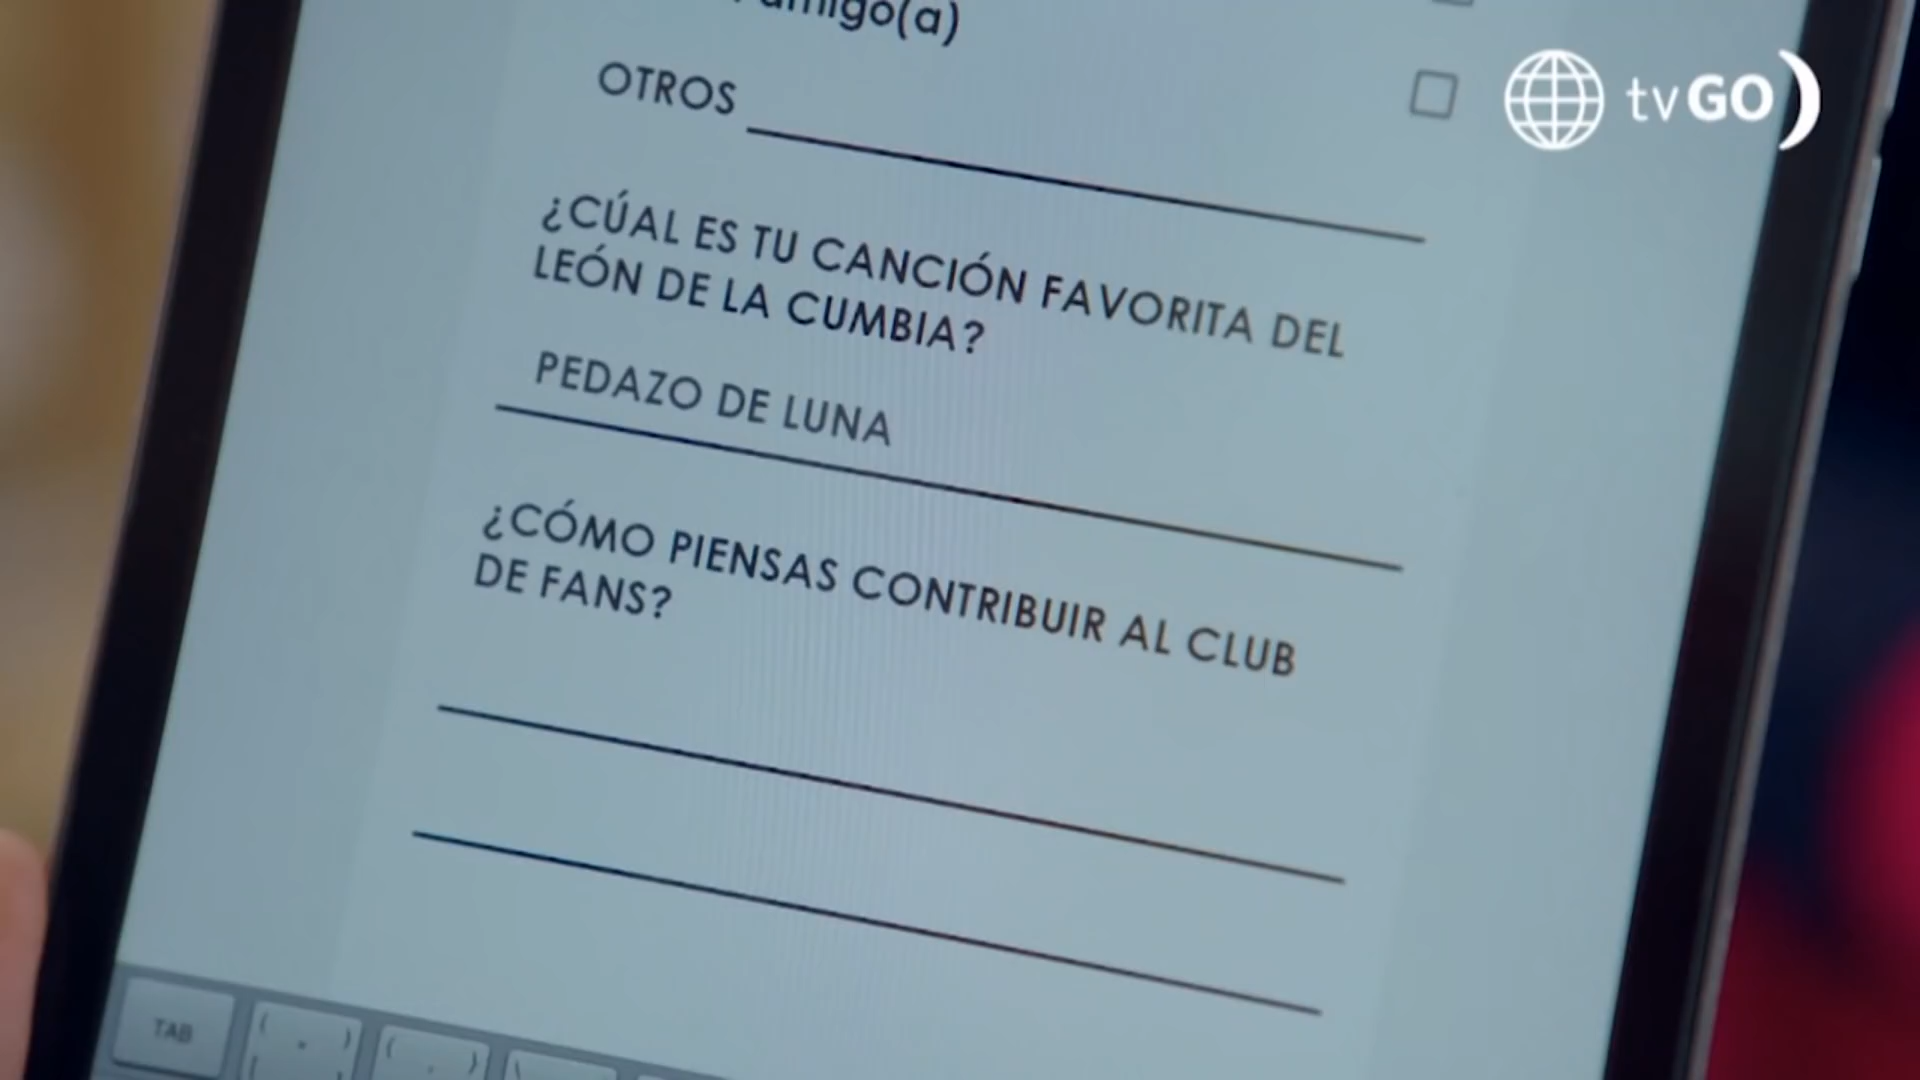 amigo(a)
OTROS
tvGO
¿CÚAL ES TU CANCIÓN FAVORITA DEL
LEÓN DE LA CUMBIA?
PEDAZO DE LUNA
¿CÓMO PIENSAS CONTRIBUIR AL CLUB
DE FANS?
TAB